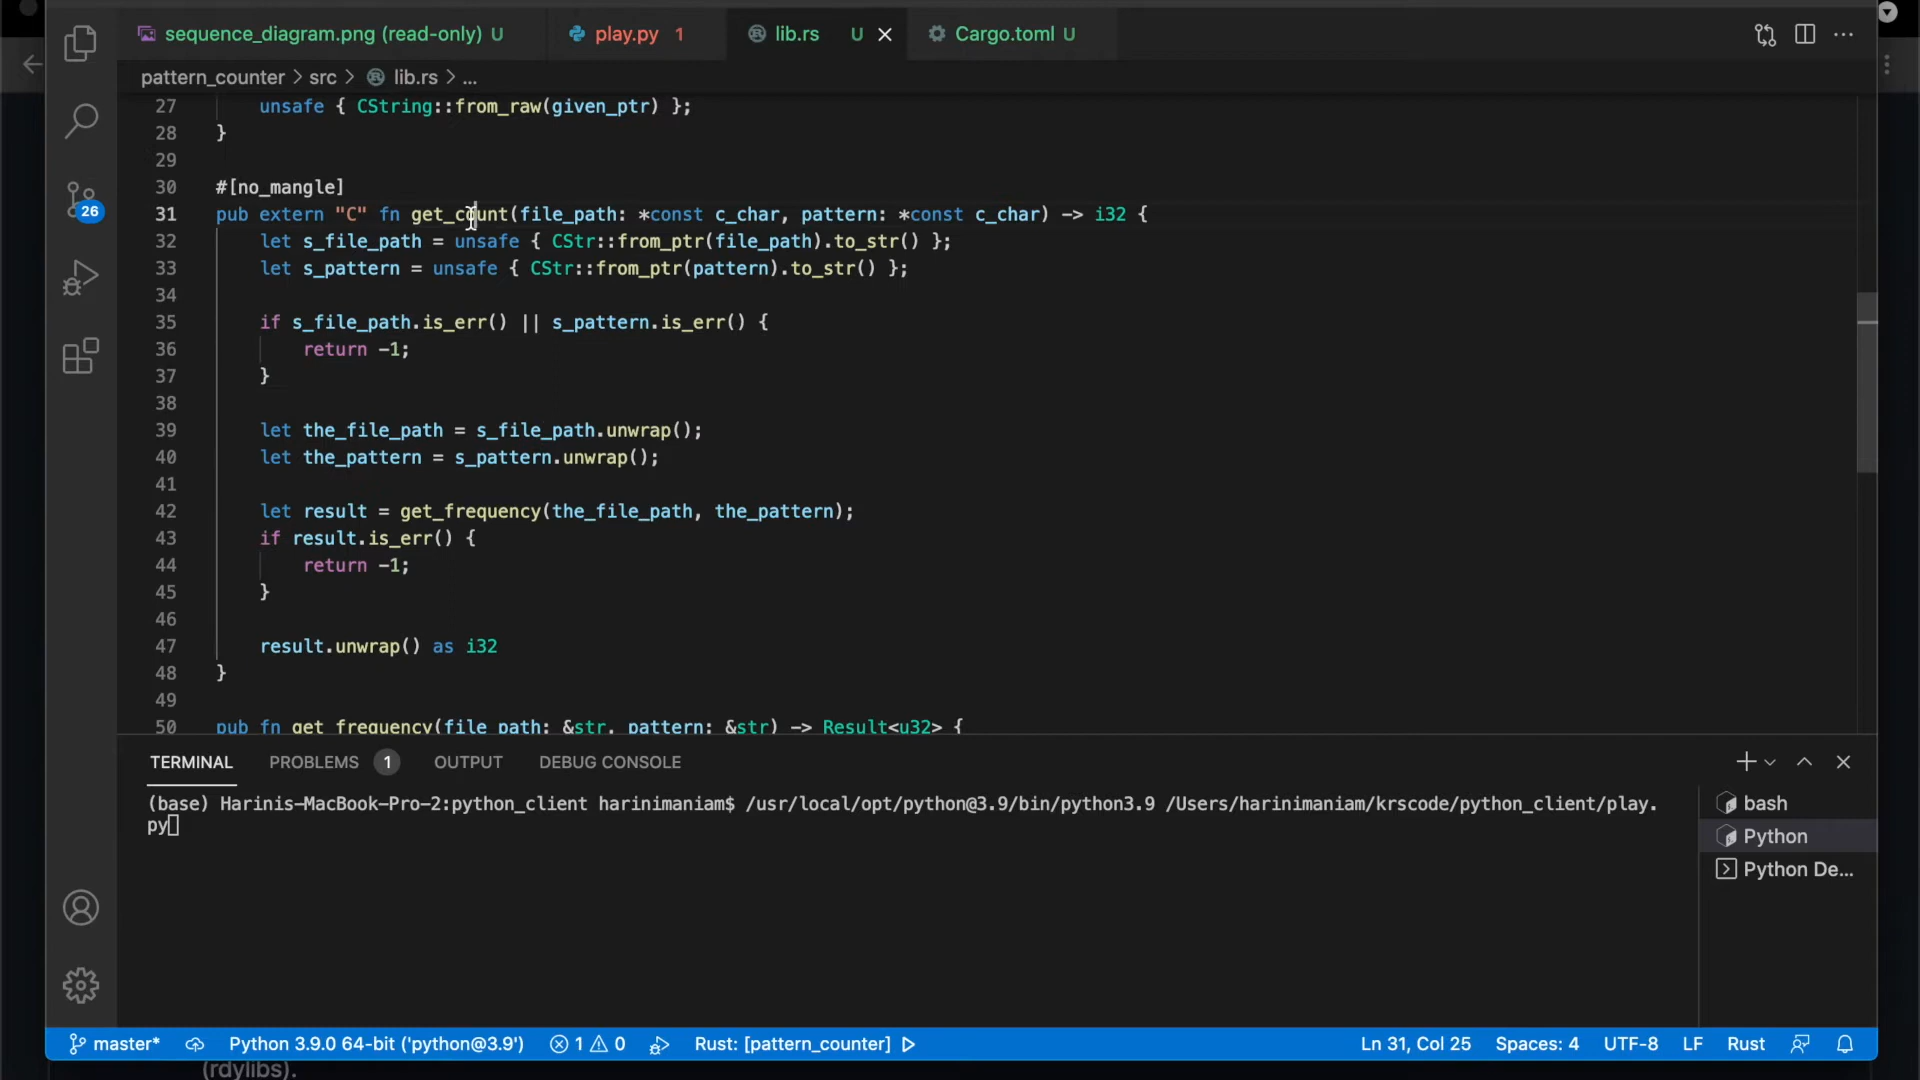 sequence_diagram.png (read-only) U play.py 1 lib.rs U Cargo.toml U
pattern_counter > src > lib.rs > ...
27 unsafe { CString::from_raw(given_ptr) };
28 }
29
30 #[no_mangle]
31 pub extern "C" fn get_count(file_path: *const c_char, pattern: *const c_char) -> i32 {
32 let s_file_path = unsafe { CStr::from_ptr(file_path).to_str() };
33 let s_pattern = unsafe { CStr::from_ptr(pattern).to_str() };
34
35 if s_file_path.is_err() || s_pattern.is_err() {
36 return -1;
37 }
38
39 let the_file_path = s_file_path.unwrap();
40 let the_pattern = s_pattern.unwrap();
41
42 let result = get_frequency(the_file_path, the_pattern);
43 if result.is_err() {
44 return -1;
45 }
46
47 result.unwrap() as i32
48 }
49
50 pub fn get_frequency(file_path: &str, pattern: &str) -> Result<u32> {
26
TERMINAL PROBLEMS 1 OUTPUT DEBUG CONSOLE
(base) Harinis-MacBook-Pro-2:python_client harinimaniam$ /usr/local/opt/python@3.9/bin/python3.9 /Users/harinimaniam/krscode/python_client/play.
py
bash
Python
Python De...
master* Python 3.9.0 64-bit ('python@3.9') 1 0 Rust: [pattern_counter] Ln 31, Col 25 Spaces: 4 UTF-8 LF Rust
(rdylibs).